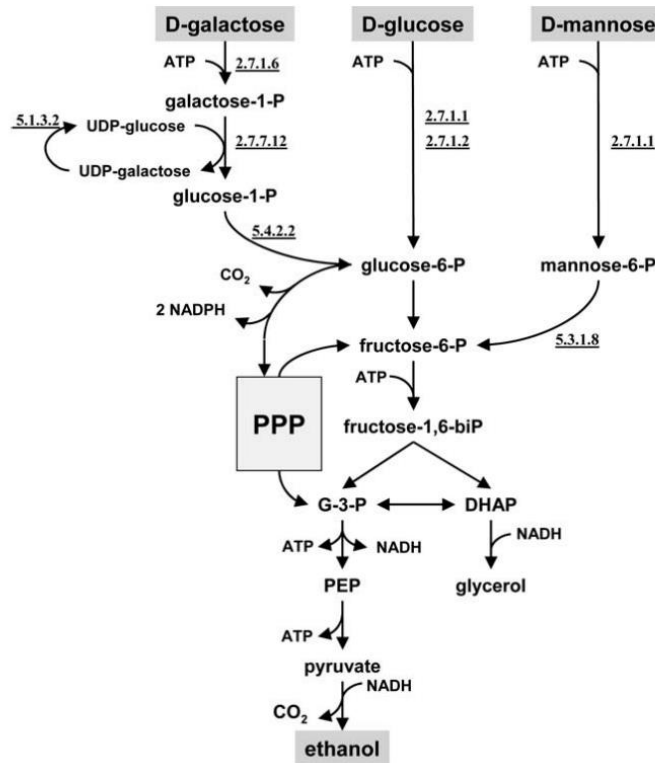 D-galactose D-glucose D-mannose
ATP 2.7.1.6 ATP ATP
galactose-1-P
5.1.3.2 UDP-glucose 2.7.1.1
2.7.7.12 2.7.1.2 2.7.1.1
UDP-galactose
glucose-1-P
5.4.2.2
CO₂ glucose-6-P mannose-6-P
2 NADPH
fructose-6-P 5.3.1.8
ATP
PPP fructose-1,6-biP
G-3-P DHAP
ATP NADH NADH
PEP glycerol
ATP
pyruvate
NADH
CO₂
ethanol